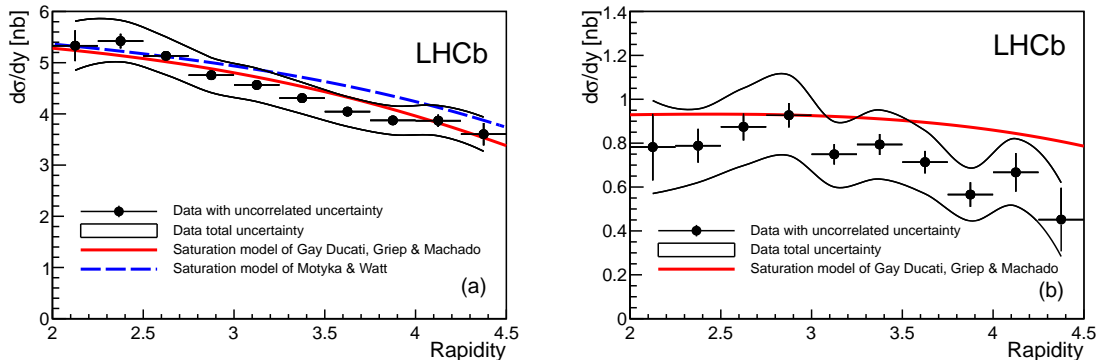 dσ/dy [nb]
6
5
4
3
2
1
0
LHCb
Data with uncorrelated uncertainty
Data total uncertainty
Saturation model of Gay Ducati, Griep & Machado
Saturation model of Motyka & Watt
(a)
2 2.5 3 3.5 4 4.5
Rapidity
dσ/dy [nb]
1.4
1.2
1
0.8
0.6
0.4
0.2
0
LHCb
Data with uncorrelated uncertainty
Data total uncertainty
Saturation model of Gay Ducati, Griep & Machado
(b)
2 2.5 3 3.5 4 4.5
Rapidity